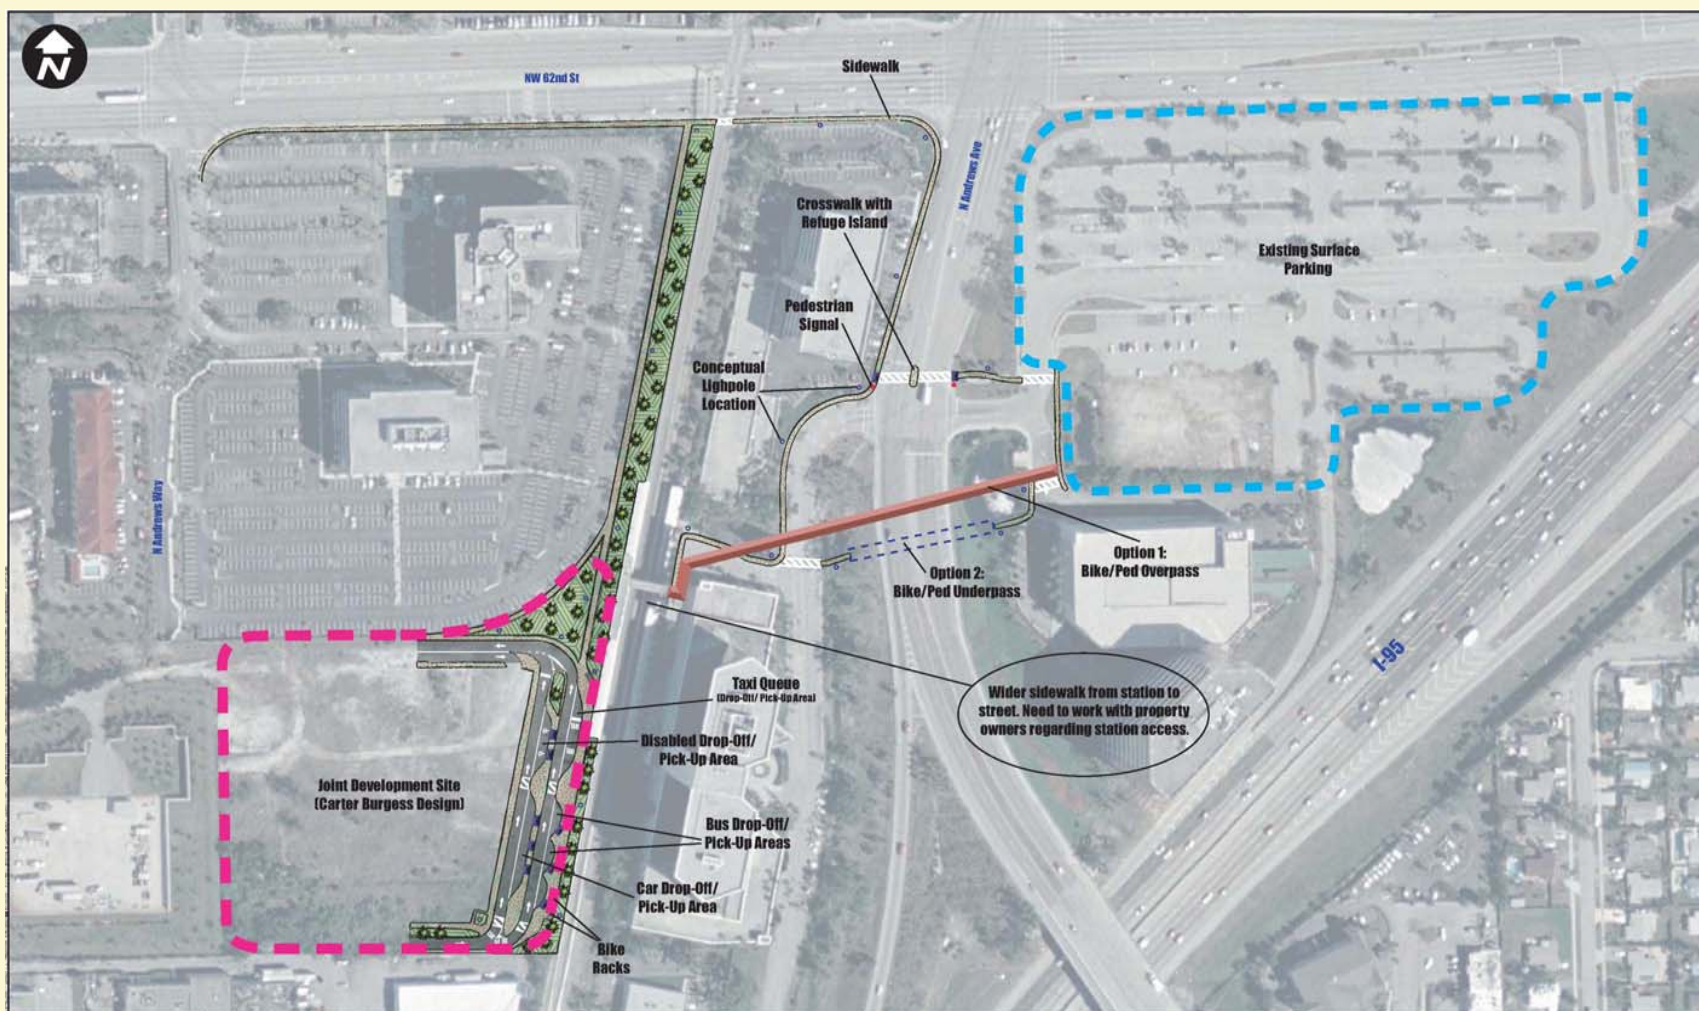 N
NW 62nd St
Sidewalk
N Andrews Ave
Crosswalk with
Refuge Island
Existing Surface
Parking
Pedestrian
Signal
Conceptual
Lighpole
Location
N Andrews Way
Option 1:
Bike/Ped Overpass
Option 2:
Bike/Ped Underpass
I-95
Wider sidewalk from station to
street. Need to work with property
owners regarding station access.
Taxi Queue
(Drop-Off/ Pick-Up Area)
Disabled Drop-Off/
Pick-Up Area
Joint Development Site
(Carter Burgess Design)
Bus Drop-Off/
Pick-Up Areas
Car Drop-Off/
Pick-Up Area
Bike
Racks